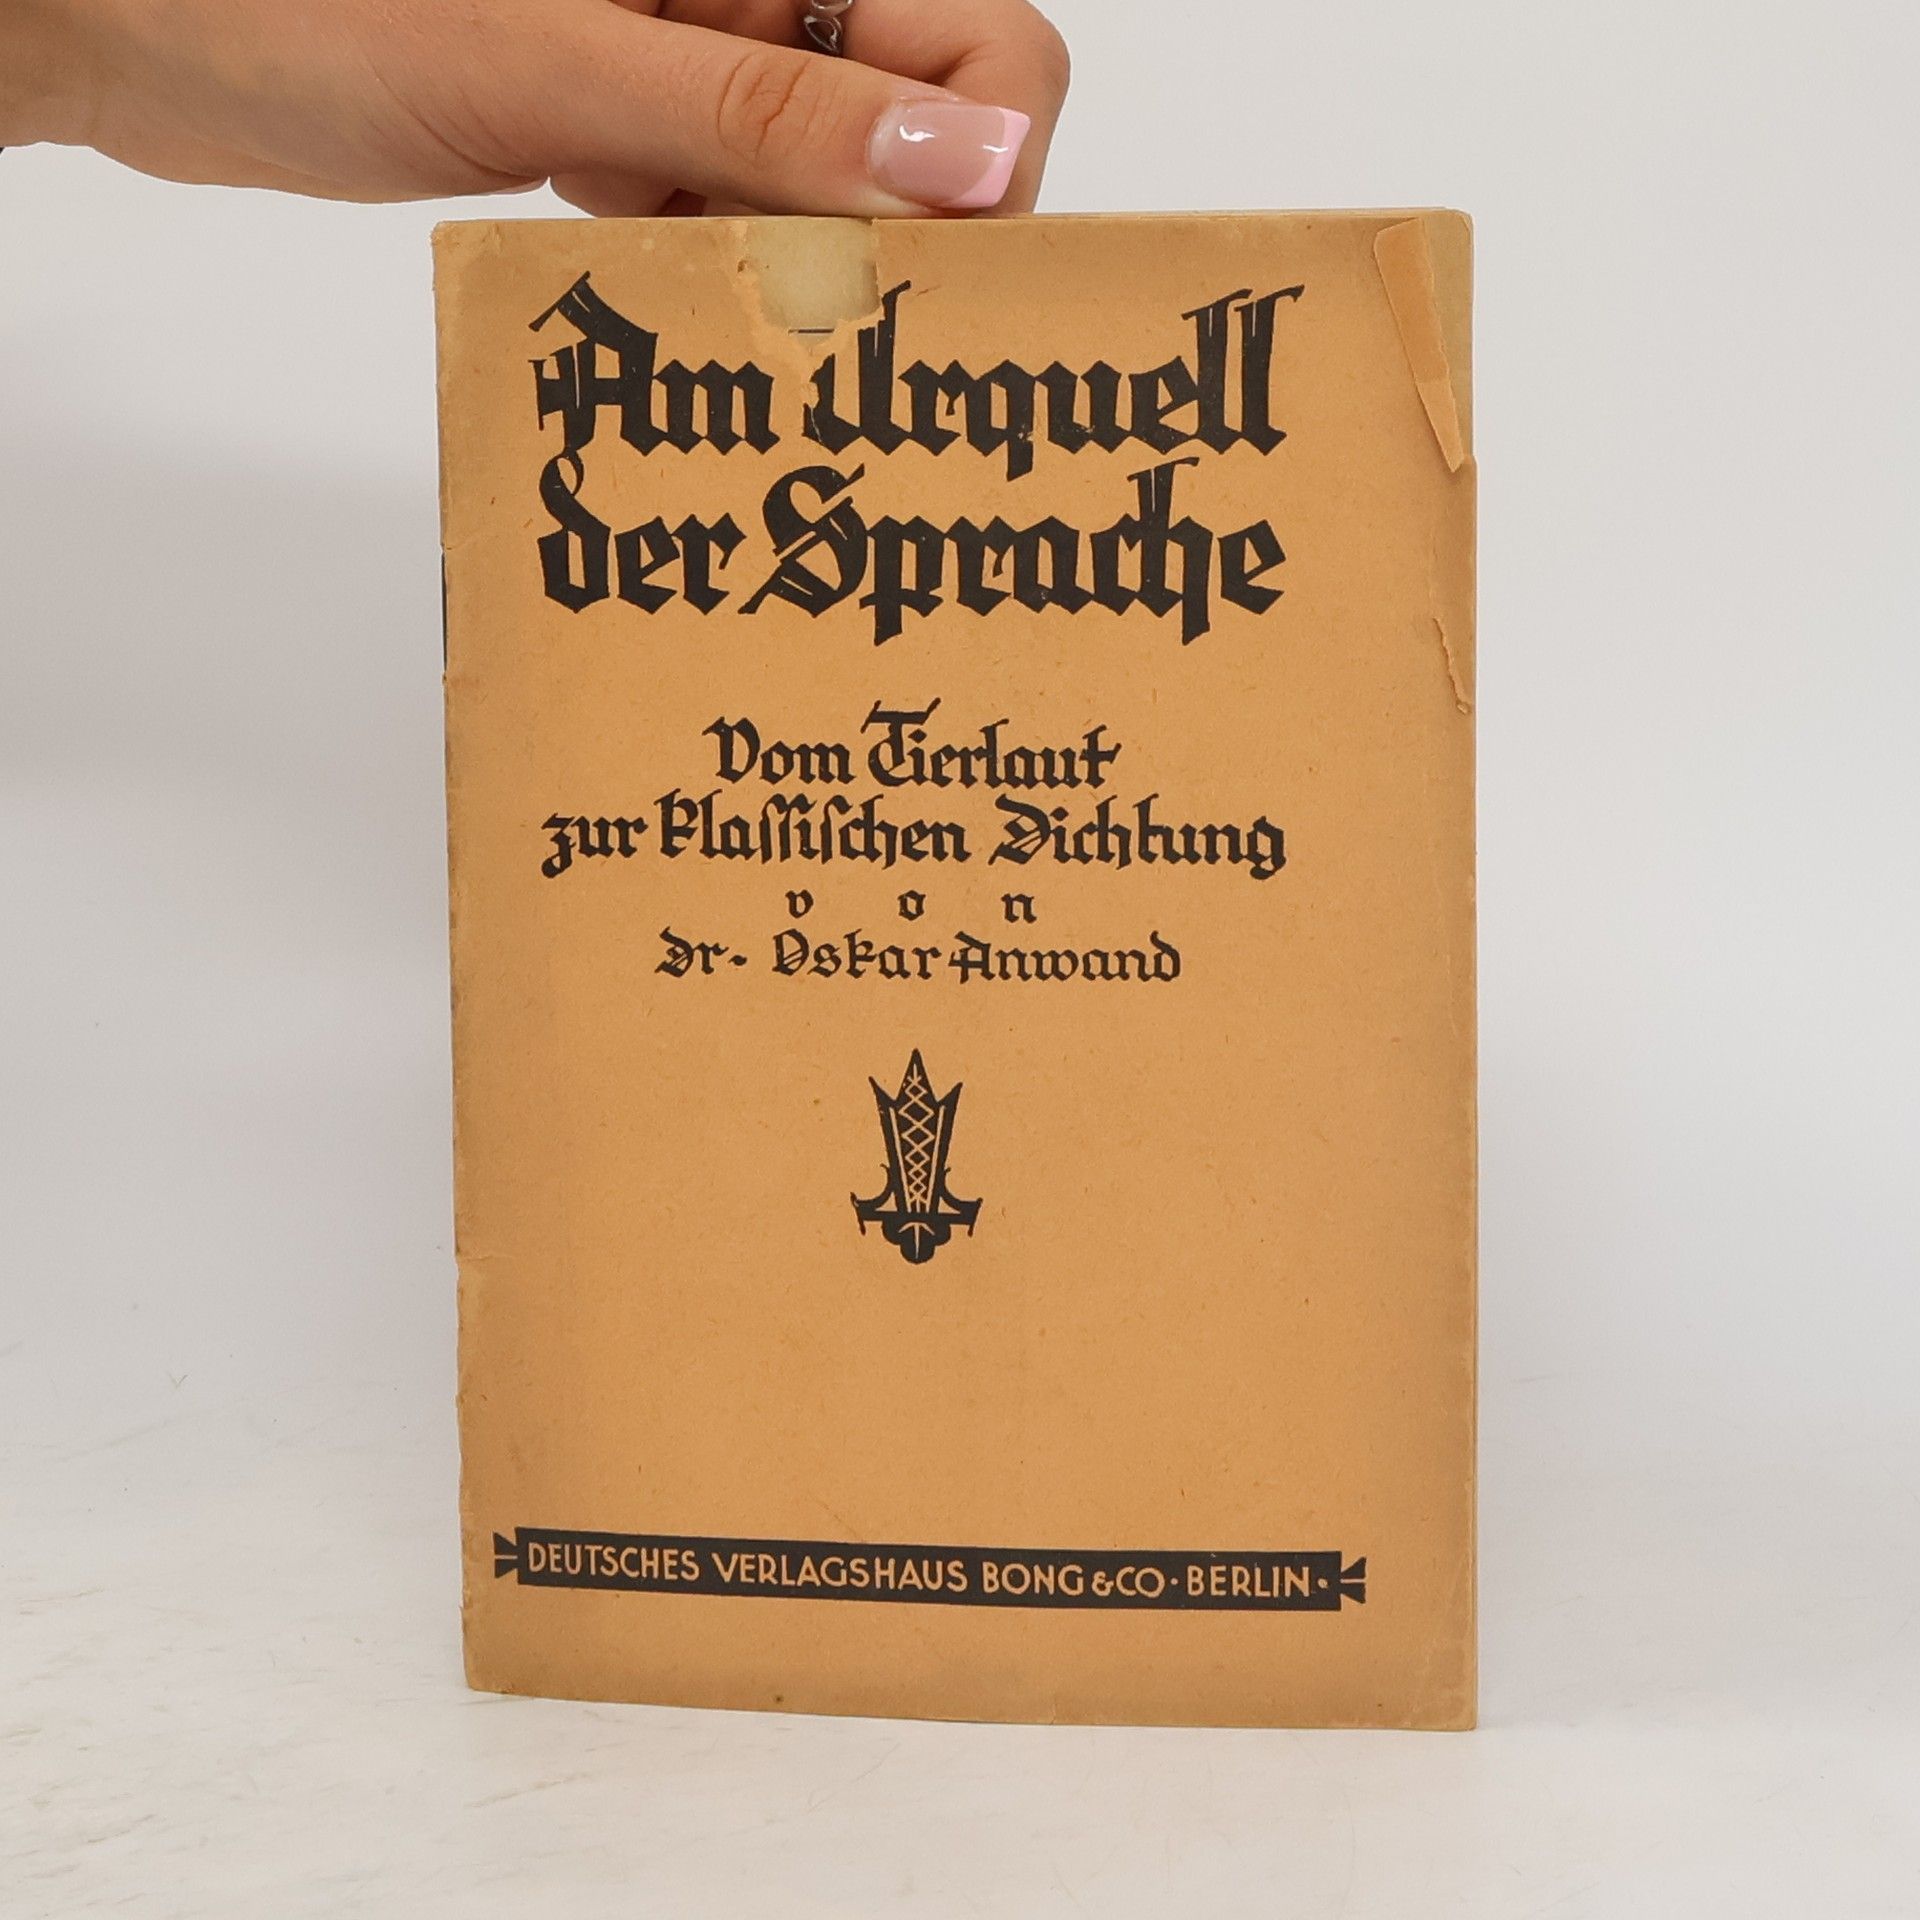 Am Urquell
der Sprache
Vom Tierlaut
zur klaſſiſchen Dichtung
von
Dr. Oskar Anwand
DEUTSCHES VERLAGSHAUS BONG & CO · BERLIN ·